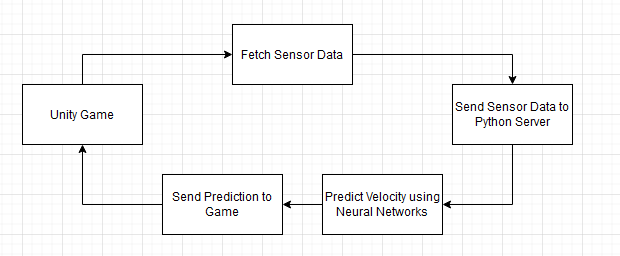 Fetch Sensor Data
Unity Game
Send Sensor Data to
Python Server
Send Prediction to
Game
Predict Velocity using
Neural Networks